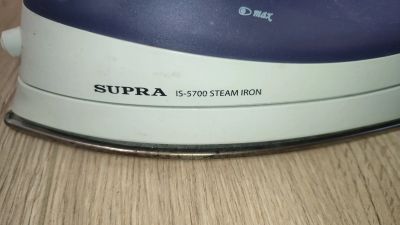 max
SUPRA IS-5700 STEAM IRON